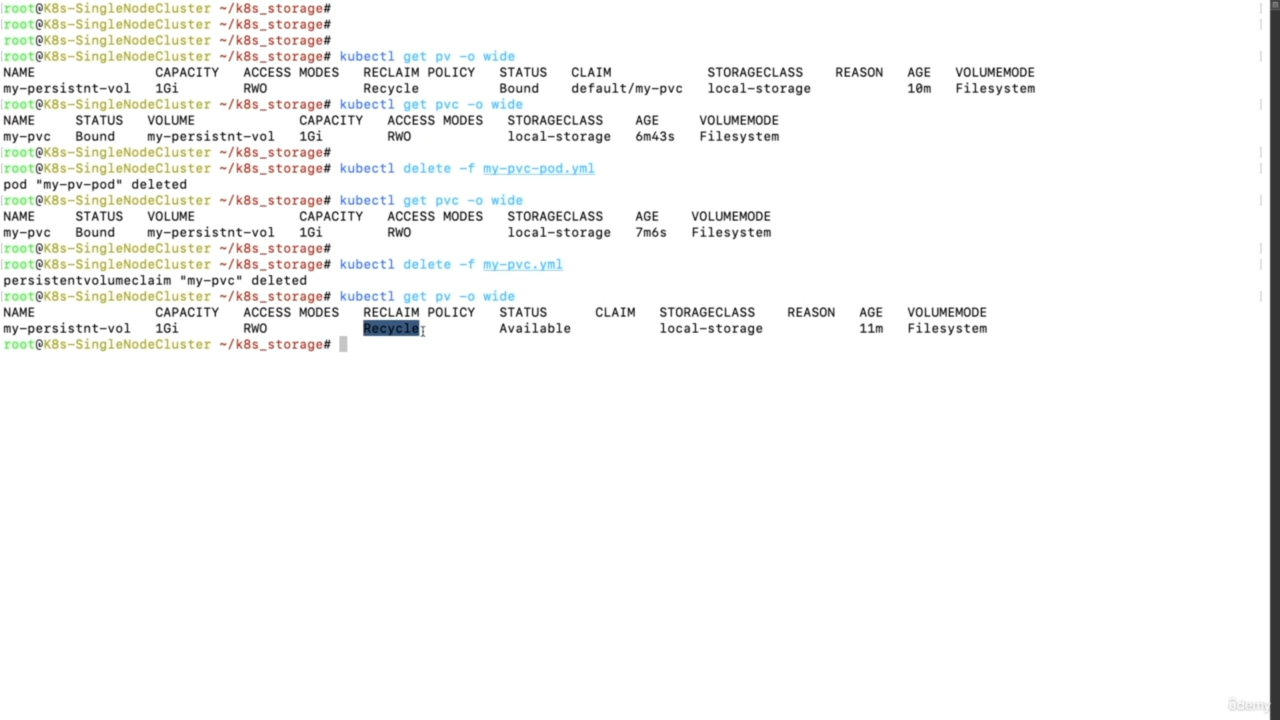 root@K8s-SingleNodeCluster ~/k8s_storage#
root@K8s-SingleNodeCluster ~/k8s_storage#
root@K8s-SingleNodeCluster ~/k8s_storage#
root@K8s-SingleNodeCluster ~/k8s_storage# kubectl get pv -o wide
NAME CAPACITY ACCESS MODES RECLAIM POLICY STATUS CLAIM STORAGECLASS REASON AGE VOLUMEMODE
my-persistnt-vol 1Gi RWO Recycle Bound default/my-pvc local-storage 10m Filesystem
root@K8s-SingleNodeCluster ~/k8s_storage# kubectl get pvc -o wide
NAME STATUS VOLUME CAPACITY ACCESS MODES STORAGECLASS AGE VOLUMEMODE
my-pvc Bound my-persistnt-vol 1Gi RWO local-storage 6m43s Filesystem
root@K8s-SingleNodeCluster ~/k8s_storage#
root@K8s-SingleNodeCluster ~/k8s_storage# kubectl delete -f my-pvc-pod.yml
pod "my-pv-pod" deleted
root@K8s-SingleNodeCluster ~/k8s_storage# kubectl get pvc -o wide
NAME STATUS VOLUME CAPACITY ACCESS MODES STORAGECLASS AGE VOLUMEMODE
my-pvc Bound my-persistnt-vol 1Gi RWO local-storage 7m6s Filesystem
root@K8s-SingleNodeCluster ~/k8s_storage#
root@K8s-SingleNodeCluster ~/k8s_storage# kubectl delete -f my-pvc.yml
persistentvolumeclaim "my-pvc" deleted
root@K8s-SingleNodeCluster ~/k8s_storage# kubectl get pv -o wide
NAME CAPACITY ACCESS MODES RECLAIM POLICY STATUS CLAIM STORAGECLASS REASON AGE VOLUMEMODE
my-persistnt-vol 1Gi RWO Recycle Available local-storage 11m Filesystem
root@K8s-SingleNodeCluster ~/k8s_storage#
ûdemy